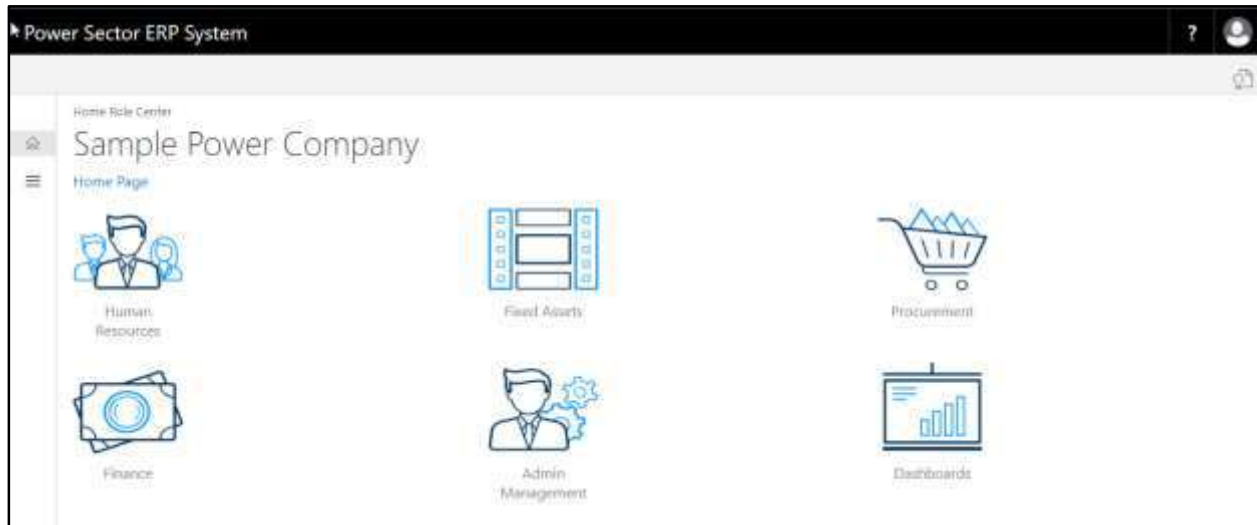 Power Sector ERP System
?
Home Role Center
Sample Power Company
Home Page
Human
Resources
Fixed Assets
Procurement
Finance
Admin
Management
Dashboards